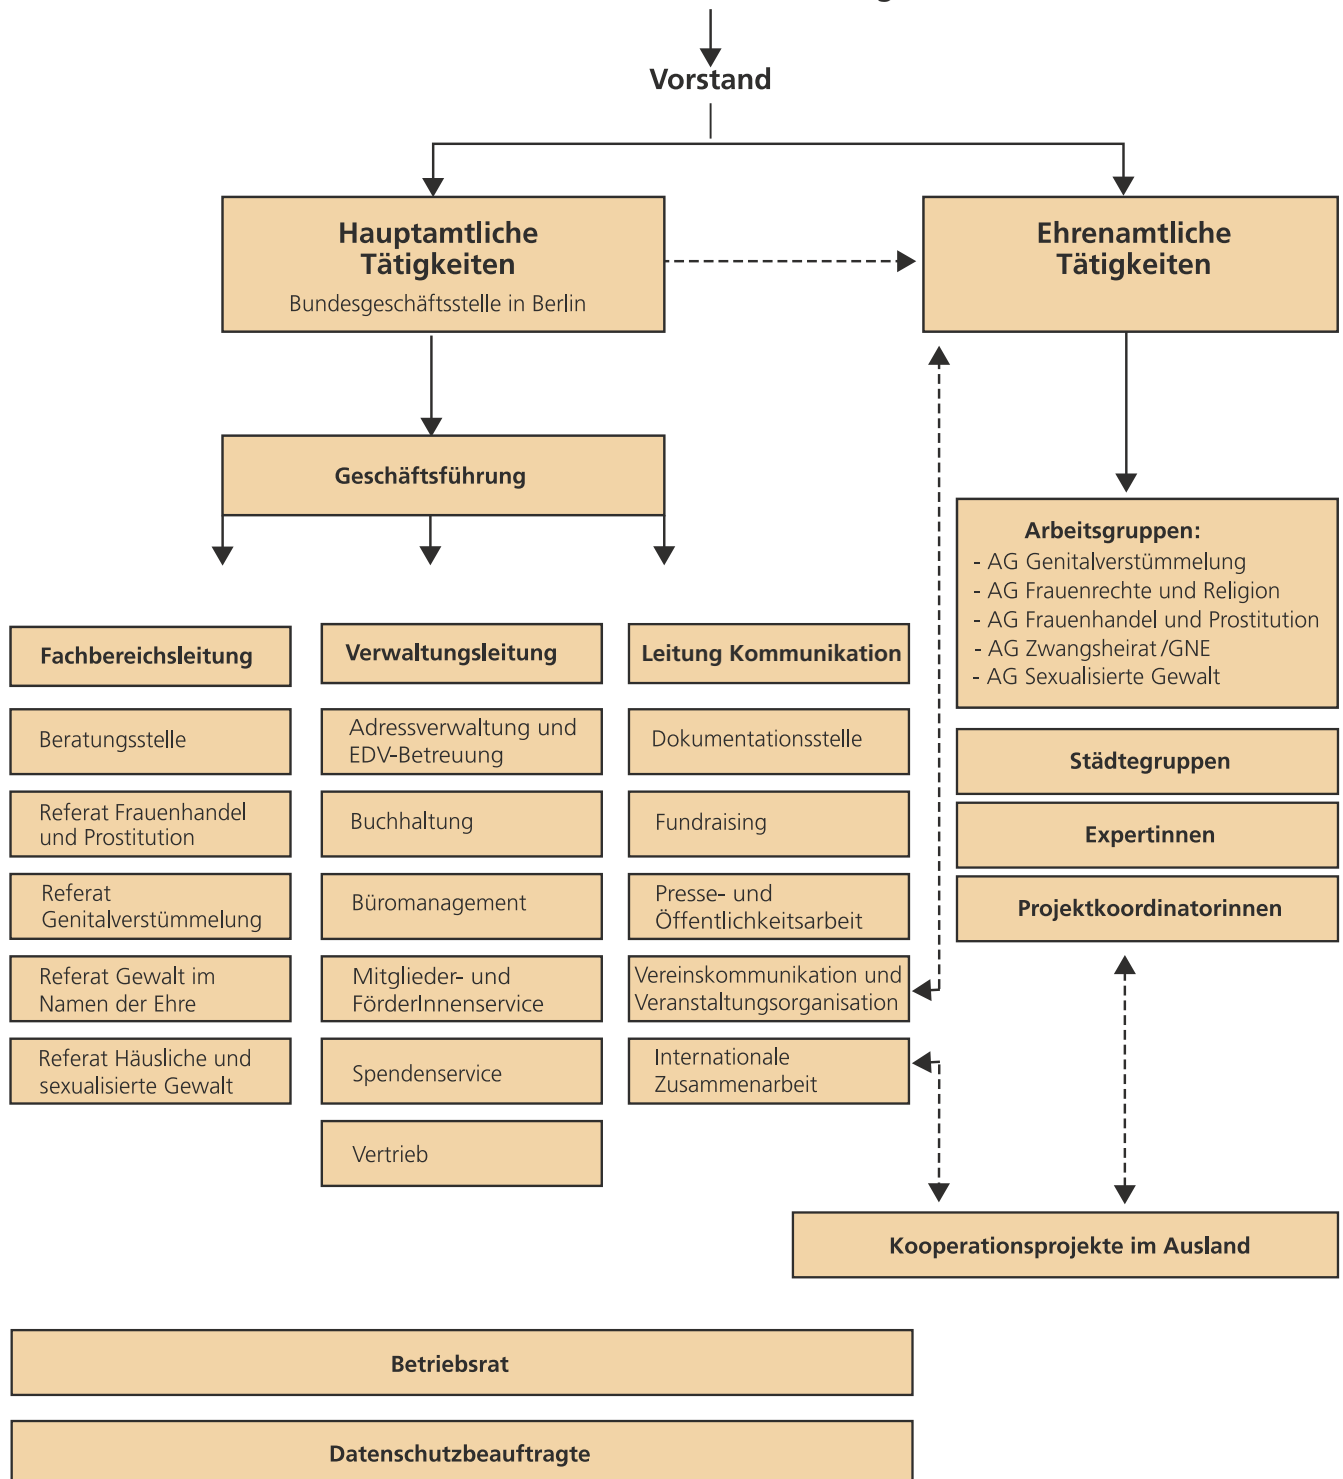 Vorstand
Hauptamtliche
Tätigkeiten
Bundesgeschäftsstelle in Berlin
Ehrenamtliche
Tätigkeiten
Geschäftsführung
Arbeitsgruppen:
- AG Genitalverstümmelung
- AG Frauenrechte und Religion
- AG Frauenhandel und Prostitution
- AG Zwangsheirat/GNE
- AG Sexualisierte Gewalt
Städtegruppen
Expertinnen
Projektkoordinatorinnen
Fachbereichsleitung
Beratungsstelle
Referat Frauenhandel
und Prostitution
Referat
Genitalverstümmelung
Referat Gewalt im
Namen der Ehre
Referat Häusliche und
sexualisierte Gewalt
Verwaltungsleitung
Adressverwaltung und
EDV-Betreuung
Buchhaltung
Büromanagement
Mitglieder- und
FörderInnenservice
Spendenservice
Vertrieb
Leitung Kommunikation
Dokumentationsstelle
Fundraising
Presse- und
Öffentlichkeitsarbeit
Vereinskommunikation und
Veranstaltungsorganisation
Internationale
Zusammenarbeit
Kooperationsprojekte im Ausland
Betriebsrat
Datenschutzbeauftragte